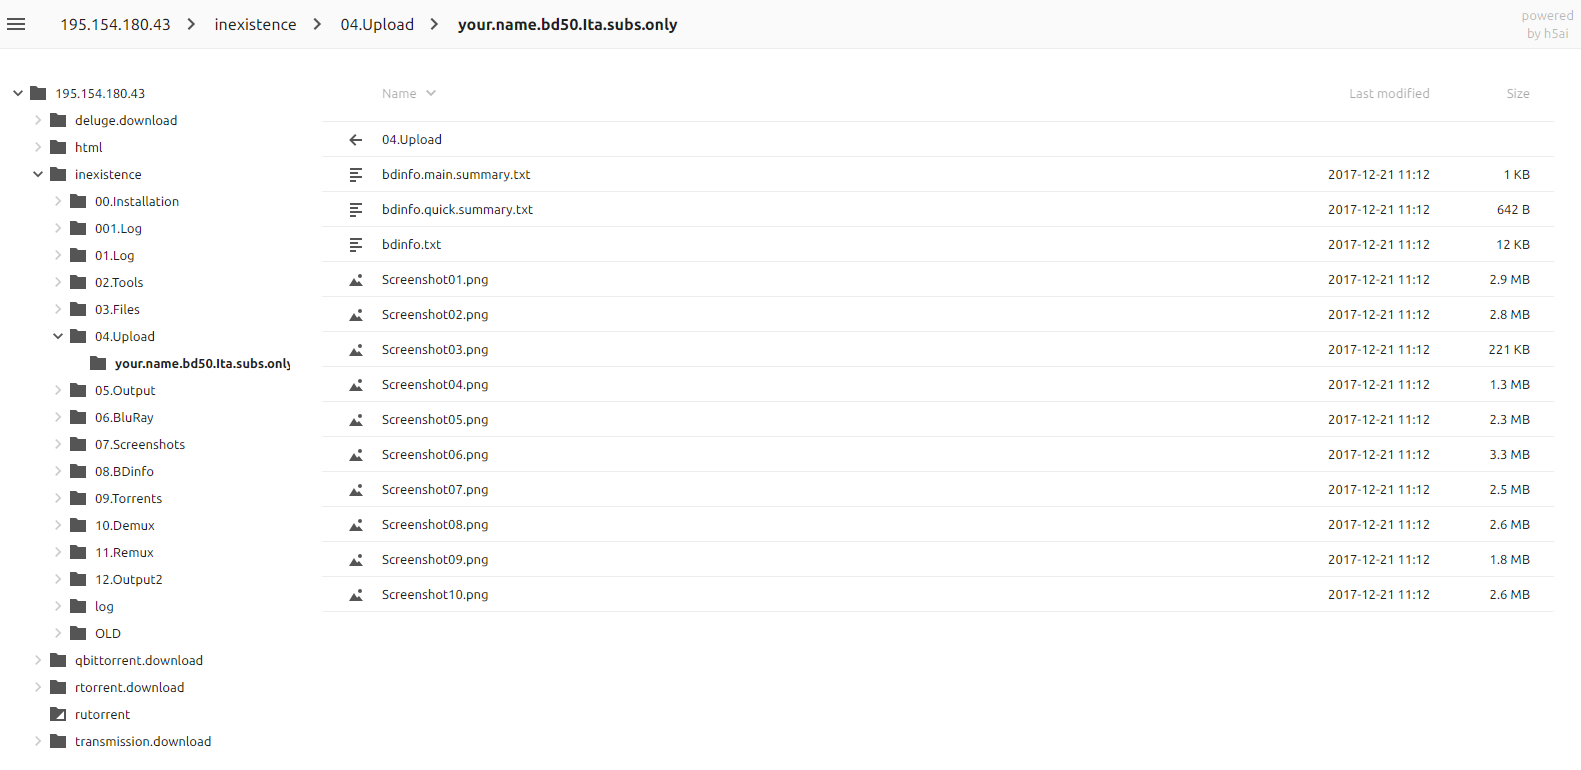 195.154.180.43 > inexistence > 04.Upload > your.name.bd50.Ita.subs.only
powered
by h5ai
195.154.180.43
deluge.download
html
inexistence
00.Installation
001.Log
01.Log
02.Tools
03.Files
04.Upload
your.name.bd50.Ita.subs.only
05.Output
06.BluRay
07.Screenshots
08.BDinfo
09.Torrents
10.Demux
11.Remux
12.Output2
log
OLD
qbittorrent.download
rtorrent.download
rutorrent
transmission.download
Name Last modified Size
04.Upload
bdinfo.main.summary.txt 2017-12-21 11:12 1 KB
bdinfo.quick.summary.txt 2017-12-21 11:12 642 B
bdinfo.txt 2017-12-21 11:12 12 KB
Screenshot01.png 2017-12-21 11:12 2.9 MB
Screenshot02.png 2017-12-21 11:12 2.8 MB
Screenshot03.png 2017-12-21 11:12 221 KB
Screenshot04.png 2017-12-21 11:12 1.3 MB
Screenshot05.png 2017-12-21 11:12 2.3 MB
Screenshot06.png 2017-12-21 11:12 3.3 MB
Screenshot07.png 2017-12-21 11:12 2.5 MB
Screenshot08.png 2017-12-21 11:12 2.6 MB
Screenshot09.png 2017-12-21 11:12 1.8 MB
Screenshot10.png 2017-12-21 11:12 2.6 MB